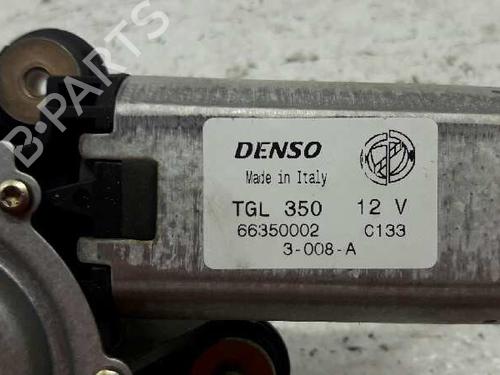 B-PARTS
DENSO
Made in Italy
TGL 350 12 V
66350002 C133
3-008-A